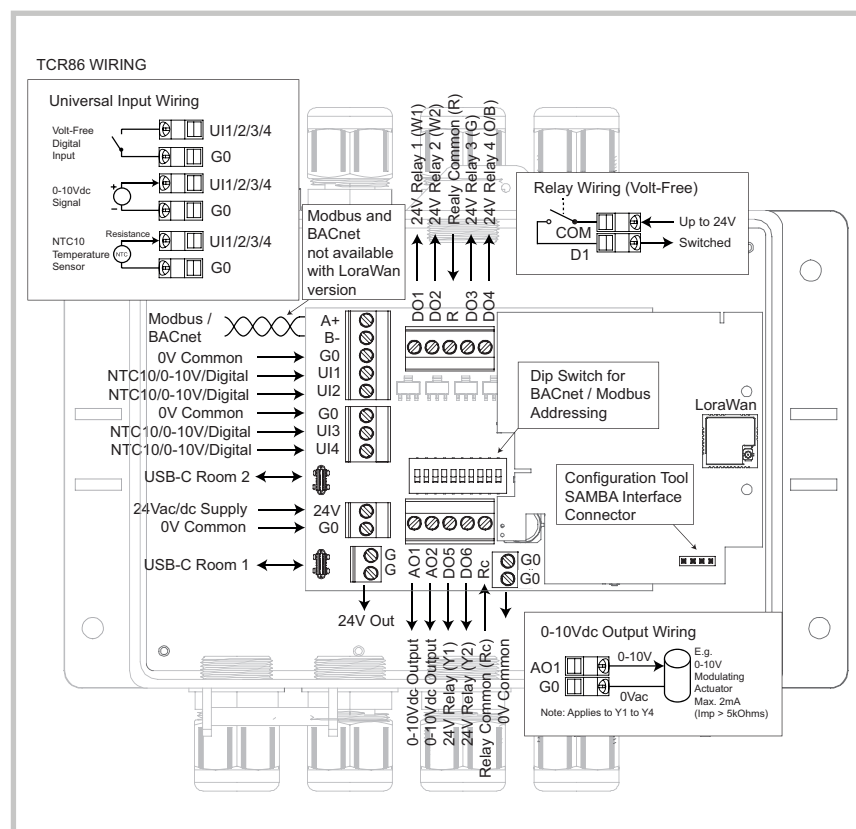 TCR86 WIRING
Universal Input Wiring
Volt-Free
Digital
Input
UI1/2/3/4
G0
0-10Vdc
Signal
+
–
UI1/2/3/4
G0
NTC10
Temperature
Sensor
Resistance
NTC
UI1/2/3/4
G0
Modbus and
BACnet
not available
with LoraWan
version
24V Relay 1 (W1)
24V Relay 2 (W2)
Realy Common (R)
24V Relay 3 (G)
24V Relay 4 (O/B)
DO1
DO2
R
DO3
DO4
Relay Wiring (Volt-Free)
COM
D1
Up to 24V
Switched
Modbus /
BACnet
0V Common
NTC10/0-10V/Digital
NTC10/0-10V/Digital
0V Common
NTC10/0-10V/Digital
NTC10/0-10V/Digital
USB-C Room 2
24Vac/dc Supply
0V Common
USB-C Room 1
A+
B-
G0
UI1
UI2
G0
UI3
UI4
24V
G0
G
G
24V Out
Dip Switch for
BACnet / Modbus
Addressing
LoraWan
Configuration Tool
SAMBA Interface
Connector
AO1
AO2
DO5
DO6
Rc
G0
G0
0-10Vdc Output
0-10Vdc Output
24V Relay (Y1)
24V Relay (Y2)
Relay Common (Rc)
0V Common
0-10Vdc Output Wiring
AO1
G0
0-10V
0Vac
E.g.
0-10V
Modulating
Actuator
Max. 2mA
(Imp > 5kOhms)
Note: Applies to Y1 to Y4